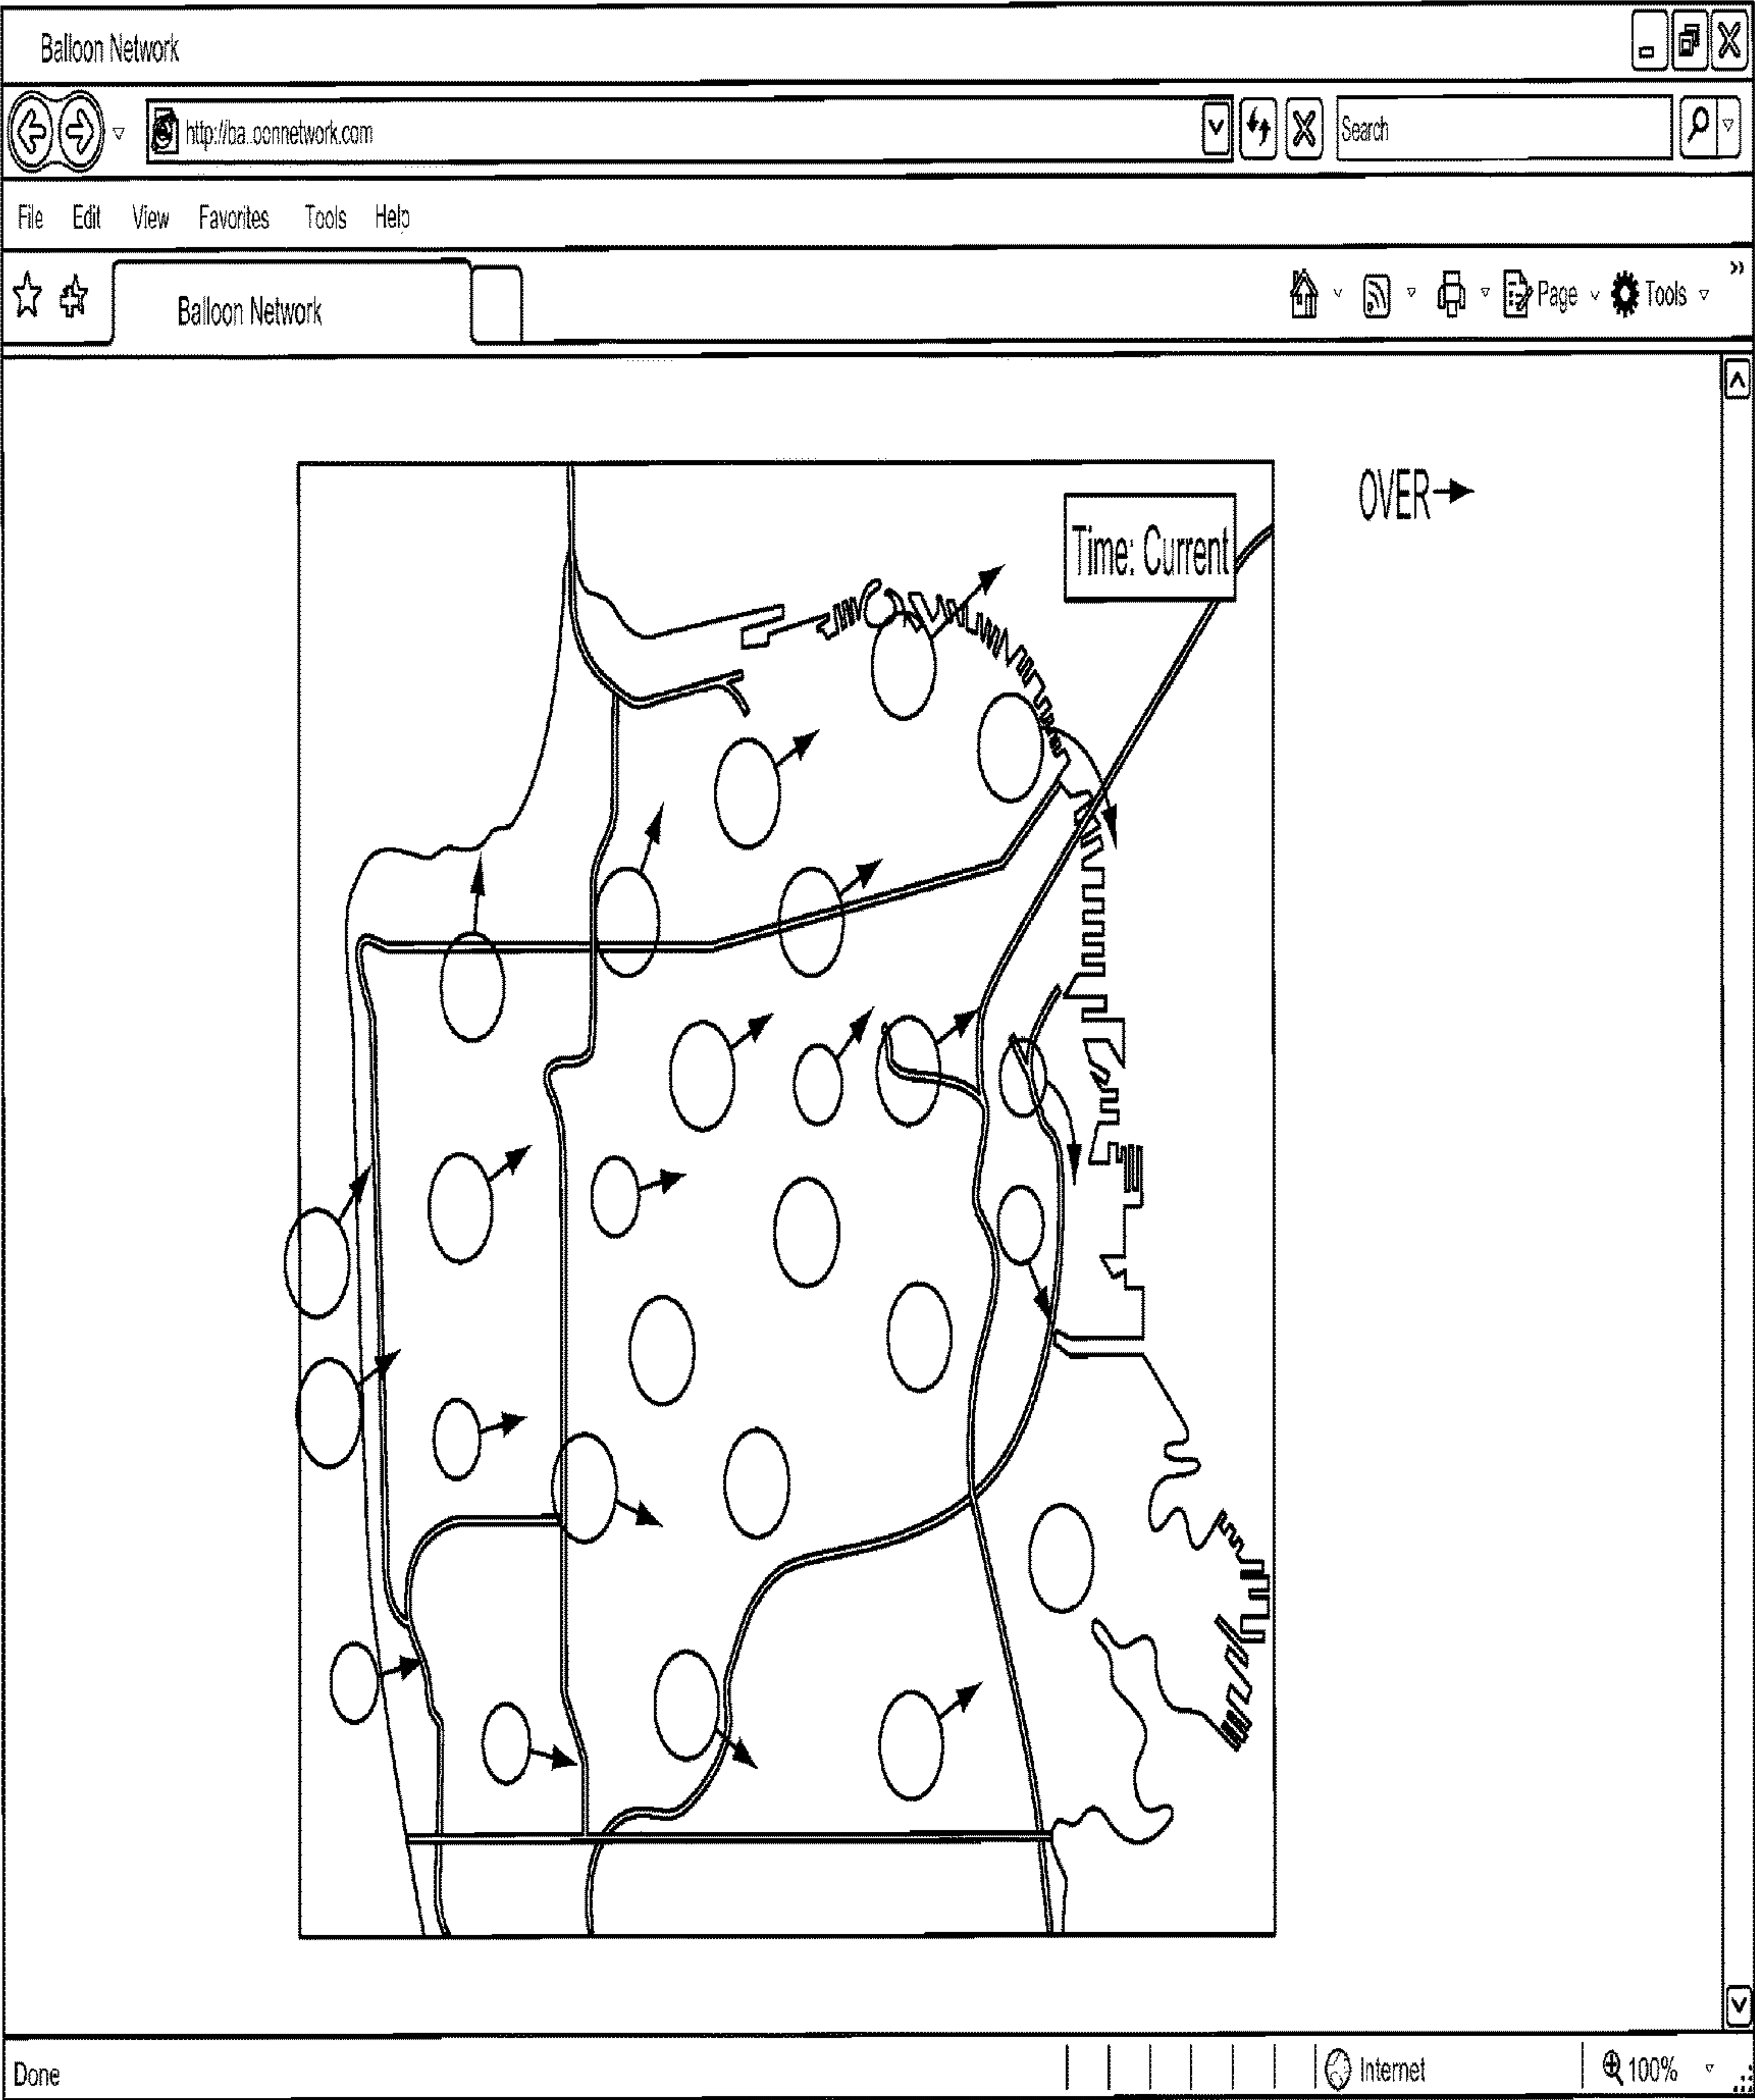 Balloon Network
http://ba..oonnetwork.com
Search
File Edit View Favorites Tools Help
Balloon Network
Page Tools »
OVER
Time: Current
Done
Internet
100%